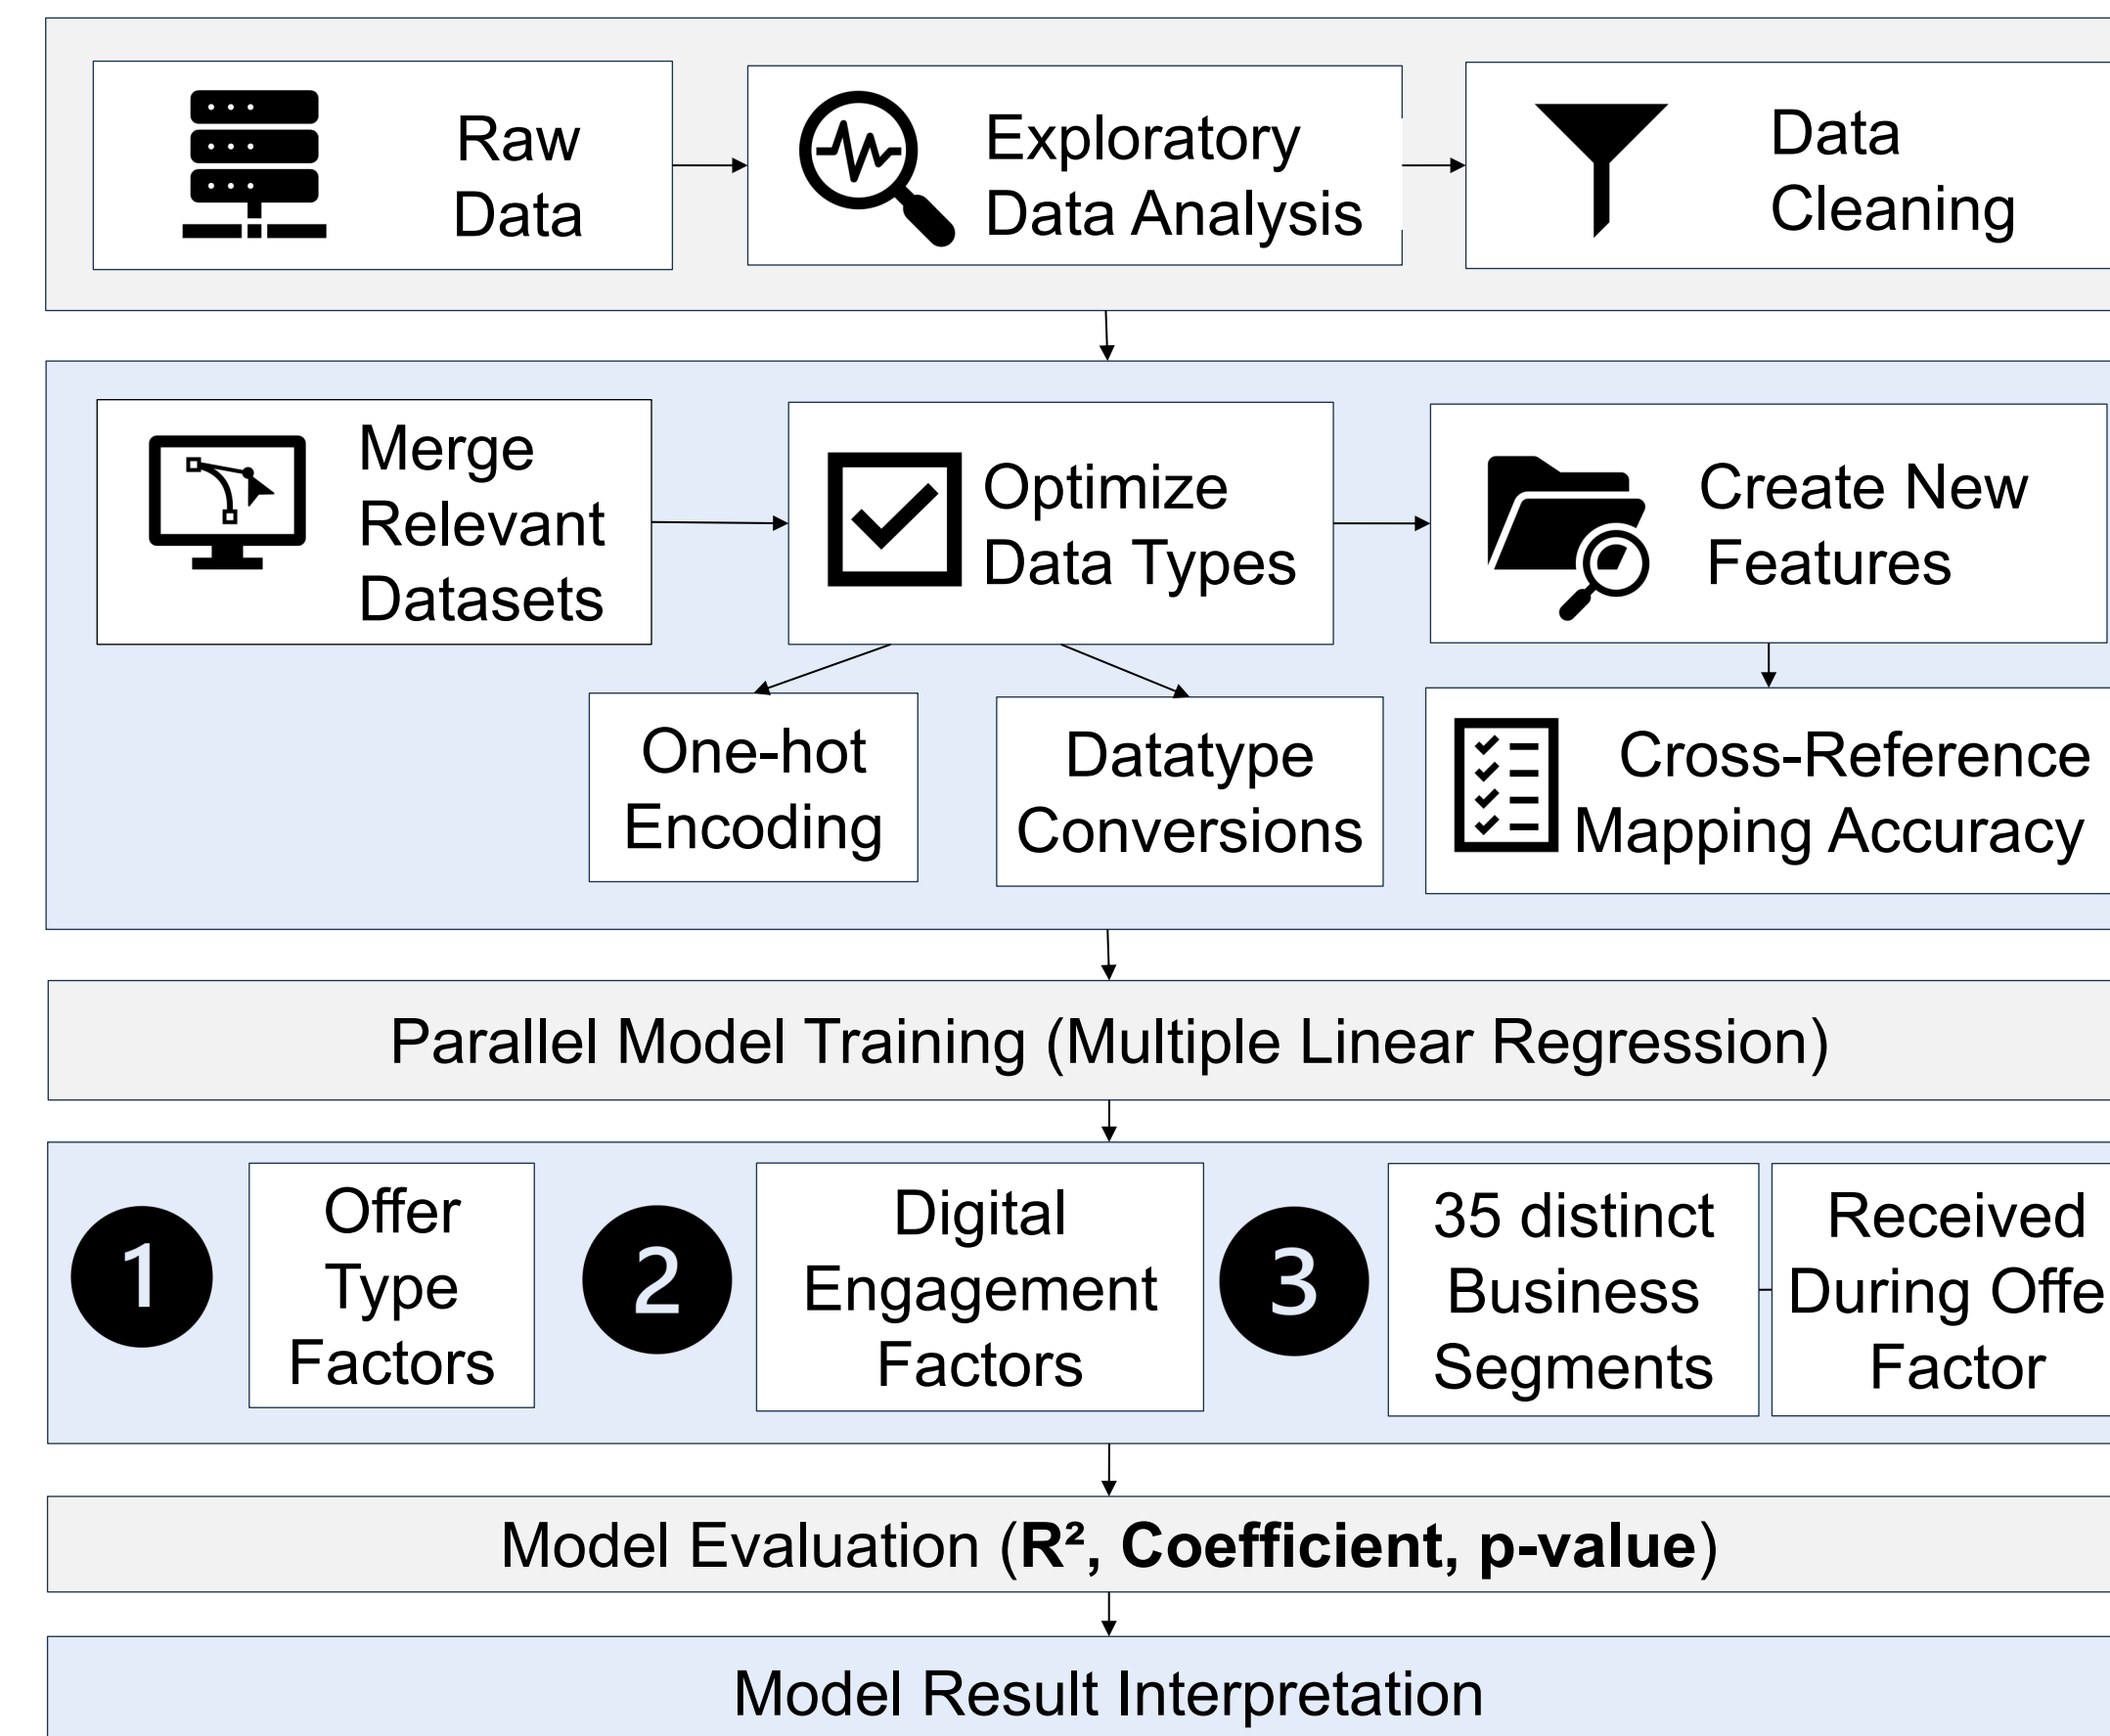 Raw
Data
Exploratory
Data Analysis
Data
Cleaning
Merge
Relevant
Datasets
Optimize
Data Types
Create New
Features
One-hot
Encoding
Datatype
Conversions
Cross-Reference
Mapping Accuracy
Parallel Model Training (Multiple Linear Regression)
1
Offer
Type
Factors
2
Digital
Engagement
Factors
3
35 distinct
Business
Segments
Received
During Offe
Factor
Model Evaluation (R², Coefficient, p-value)
Model Result Interpretation